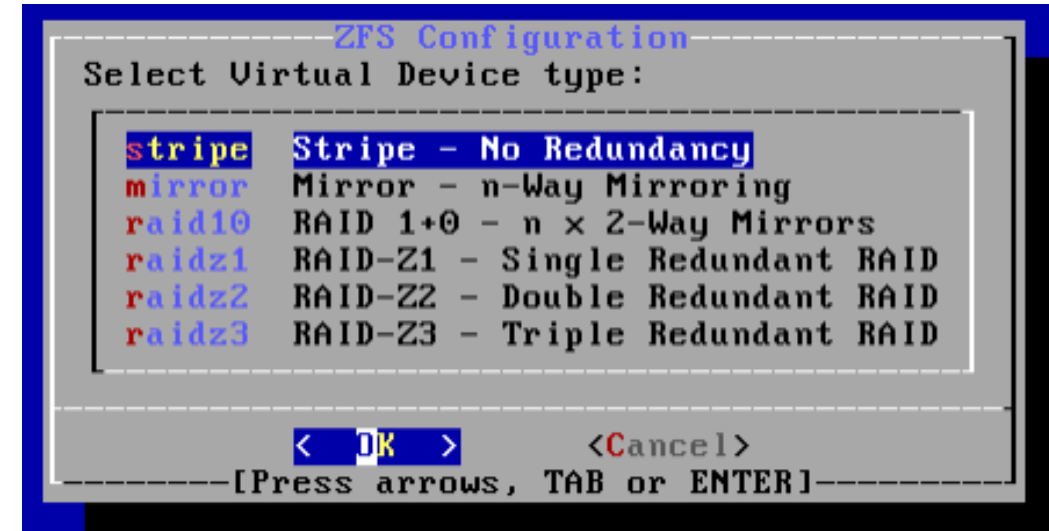 ZFS Configuration
Select Virtual Device type:
stripe Stripe - No Redundancy
mirror Mirror - n-Way Mirroring
raid10 RAID 1+0 - n x 2-Way Mirrors
raidz1 RAID-Z1 - Single Redundant RAID
raidz2 RAID-Z2 - Double Redundant RAID
raidz3 RAID-Z3 - Triple Redundant RAID
< OK > <Cancel>
[Press arrows, TAB or ENTER]